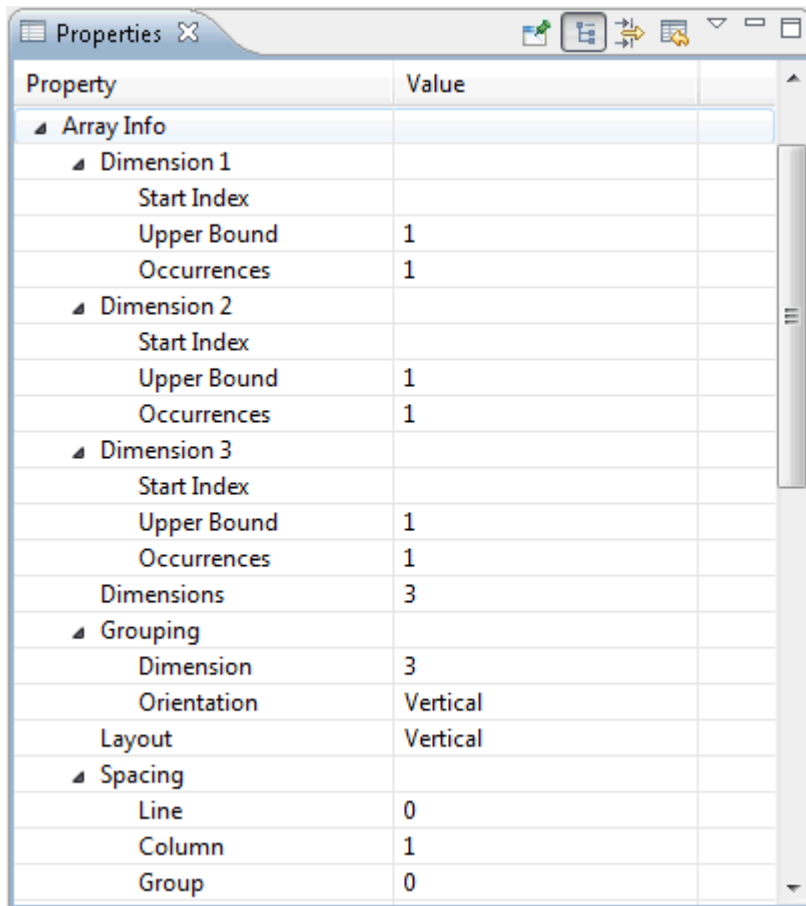 Properties
Property Value
Array Info
Dimension 1
Start Index
Upper Bound 1
Occurrences 1
Dimension 2
Start Index
Upper Bound 1
Occurrences 1
Dimension 3
Start Index
Upper Bound 1
Occurrences 1
Dimensions 3
Grouping
Dimension 3
Orientation Vertical
Layout Vertical
Spacing
Line 0
Column 1
Group 0